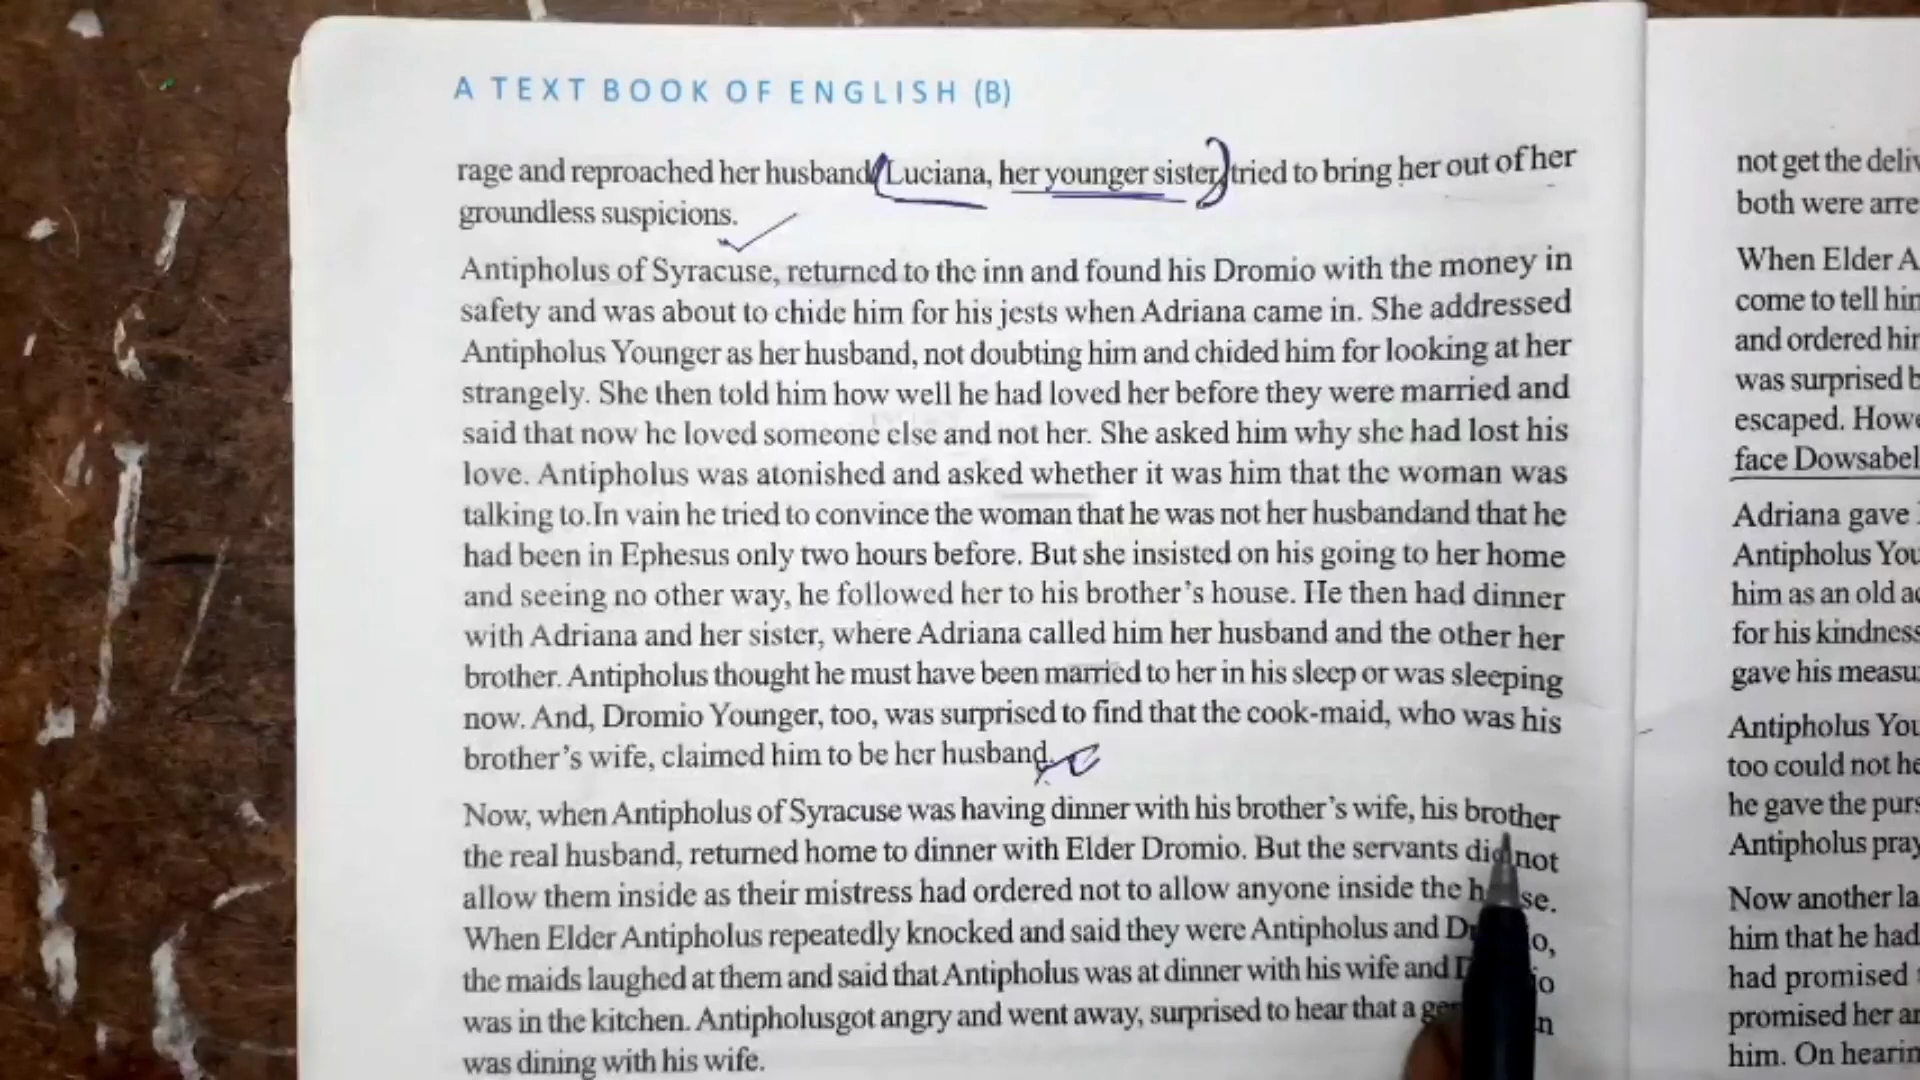 A TEXT BOOK OF ENGLISH (B)
rage and reproached her husband (Luciana, her younger sister) tried to bring her out of her
groundless suspicions.
Antipholus of Syracuse, returned to the inn and found his Dromio with the money in
safety and was about to chide him for his jests when Adriana came in. She addressed
Antipholus Younger as her husband, not doubting him and chided him for looking at her
strangely. She then told him how well he had loved her before they were married and
said that now he loved someone else and not her. She asked him why she had lost his
love. Antipholus was atonished and asked whether it was him that the woman was
talking to.In vain he tried to convince the woman that he was not her husbandand that he
had been in Ephesus only two hours before. But she insisted on his going to her home
and seeing no other way, he followed her to his brother's house. He then had dinner
with Adriana and her sister, where Adriana called him her husband and the other her
brother. Antipholus thought he must have been married to her in his sleep or was sleeping
now. And, Dromio Younger, too, was surprised to find that the cook-maid, who was his
brother's wife, claimed him to be her husband.
Now, when Antipholus of Syracuse was having dinner with his brother's wife, his brother
the real husband, returned home to dinner with Elder Dromio. But the servants did not
allow them inside as their mistress had ordered not to allow anyone inside the
When Elder Antipholus repeatedly knocked and said they were Antipholus and
the maids laughed at them and said that Antipholus was at dinner with his wife and
was in the kitchen. Antipholusgot angry and went away, surprised to hear that a
was dining with his wife.
not get the
both were
When Elder
come to tell
and ordered
was surprised
escaped.
face Dowsabel
Adriana gave
Antipholus
him as an old
for his kindness
gave his
Antipholus
too could not
he gave the
Antipholus
Now another
him that he had
had promised
promised her
him. On